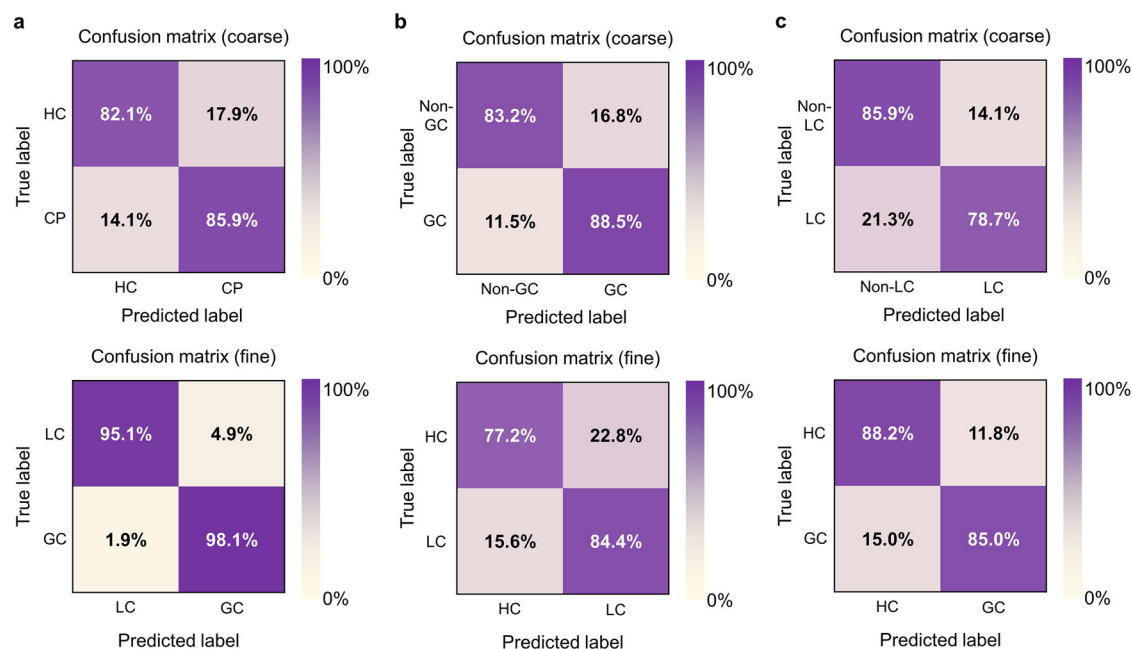 a
Confusion matrix (coarse)
True label
HC
82.1%
17.9%
CP
14.1%
85.9%
HC
CP
Predicted label
100%
0%
Confusion matrix (fine)
True label
LC
95.1%
4.9%
GC
1.9%
98.1%
LC
GC
Predicted label
100%
0%
b
Confusion matrix (coarse)
True label
Non-
GC
83.2%
16.8%
GC
11.5%
88.5%
Non-GC
GC
Predicted label
100%
0%
Confusion matrix (fine)
True label
HC
77.2%
22.8%
LC
15.6%
84.4%
HC
LC
Predicted label
100%
0%
c
Confusion matrix (coarse)
True label
Non-
LC
85.9%
14.1%
LC
21.3%
78.7%
Non-LC
LC
Predicted label
100%
0%
Confusion matrix (fine)
True label
HC
88.2%
11.8%
GC
15.0%
85.0%
HC
GC
Predicted label
100%
0%